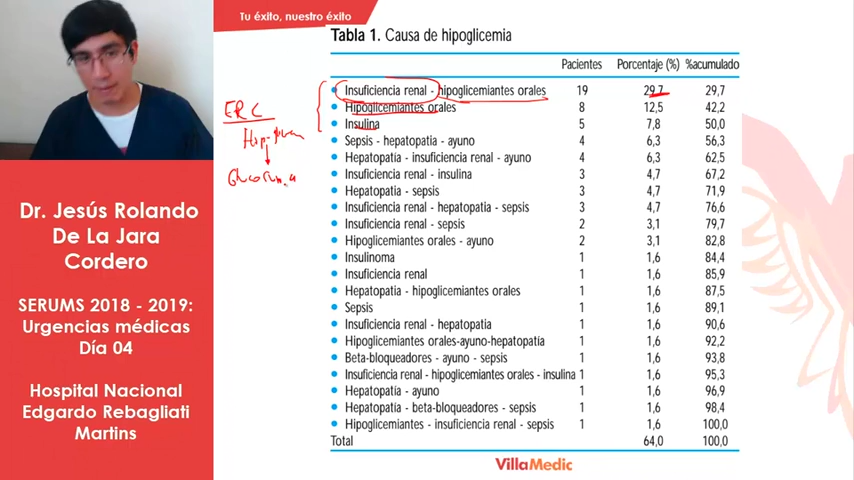 Tu éxito, nuestro éxito
Tabla 1. Causa de hipoglicemia
Pacientes Porcentaje (%) %acumulado
Insuficiencia renal - hipoglicemiantes orales 19 29,7 29,7
Hipoglicemiantes orales 8 12,5 42,2
Insulina 5 7,8 50,0
Sepsis - hepatopatía - ayuno 4 6,3 56,3
Hepatopatía - insuficiencia renal - ayuno 4 6,3 62,5
Insuficiencia renal - insulina 3 4,7 67,2
Hepatopatía - sepsis 3 4,7 71,9
Insuficiencia renal - hepatopatía - sepsis 3 4,7 76,6
Insuficiencia renal - sepsis 2 3,1 79,7
Hipoglicemiantes orales - ayuno 2 3,1 82,8
Insulinoma 1 1,6 84,4
Insuficiencia renal 1 1,6 85,9
Hepatopatía - hipoglicemiantes orales 1 1,6 87,5
Sepsis 1 1,6 89,1
Insuficiencia renal - hepatopatía 1 1,6 90,6
Hipoglicemiantes orales-ayuno-hepatopatía 1 1,6 92,2
Beta-bloqueadores - ayuno - sepsis 1 1,6 93,8
Insuficiencia renal - hipoglicemiantes orales - insulina 1 1,6 95,3
Hepatopatía - ayuno 1 1,6 96,9
Hepatopatía - beta-bloqueadores - sepsis 1 1,6 98,4
Hipoglicemiantes - insuficiencia renal - sepsis 1 1,6 100,0
Total 64,0 100,0
ERC
Dr. Jesús Rolando
De La Jara
Cordero
SERUMS 2018 - 2019:
Urgencias médicas
Día 04
Hospital Nacional
Edgardo Rebagliati
Martins
VillaMedic